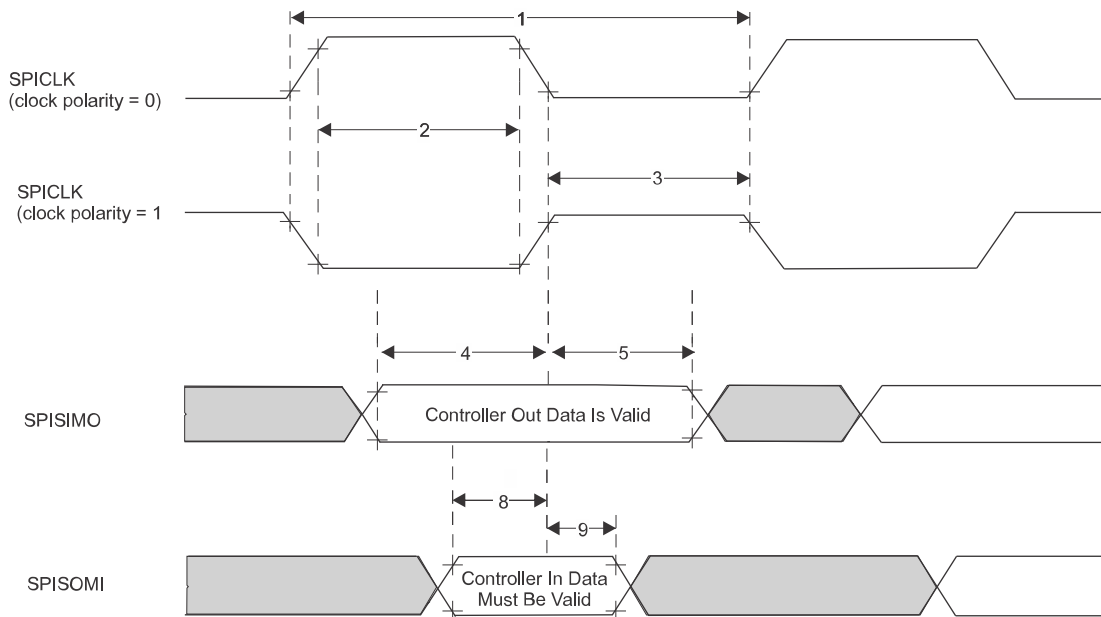 1
SPICLK
(clock polarity = 0)
2
3
SPICLK
(clock polarity = 1
4
5
SPISIMO
Controller Out Data Is Valid
8
9
SPISOMI
Controller In Data
Must Be Valid